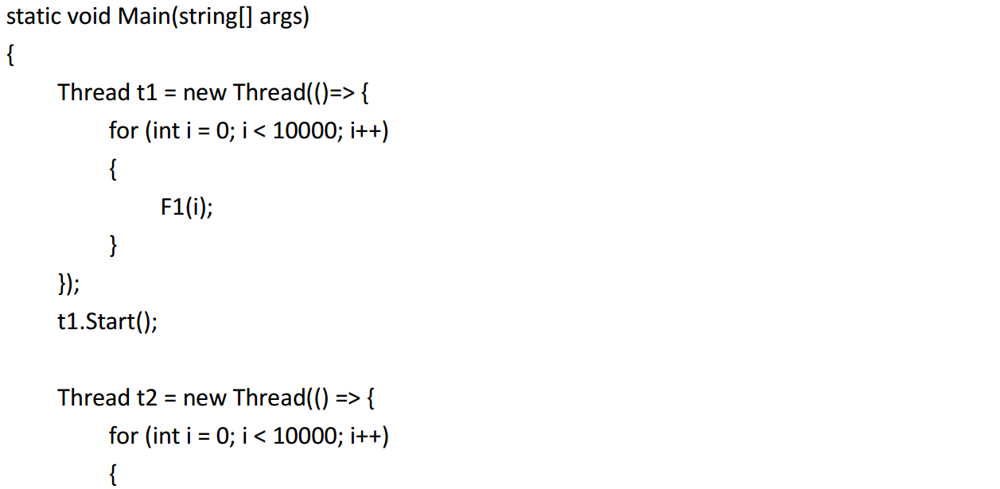 static void Main(string[] args)
{
Thread t1 = new Thread(()=> {
for (int i = 0; i < 10000; i++)
{
F1(i);
}
});
t1.Start();
Thread t2 = new Thread(() => {
for (int i = 0; i < 10000; i++)
{